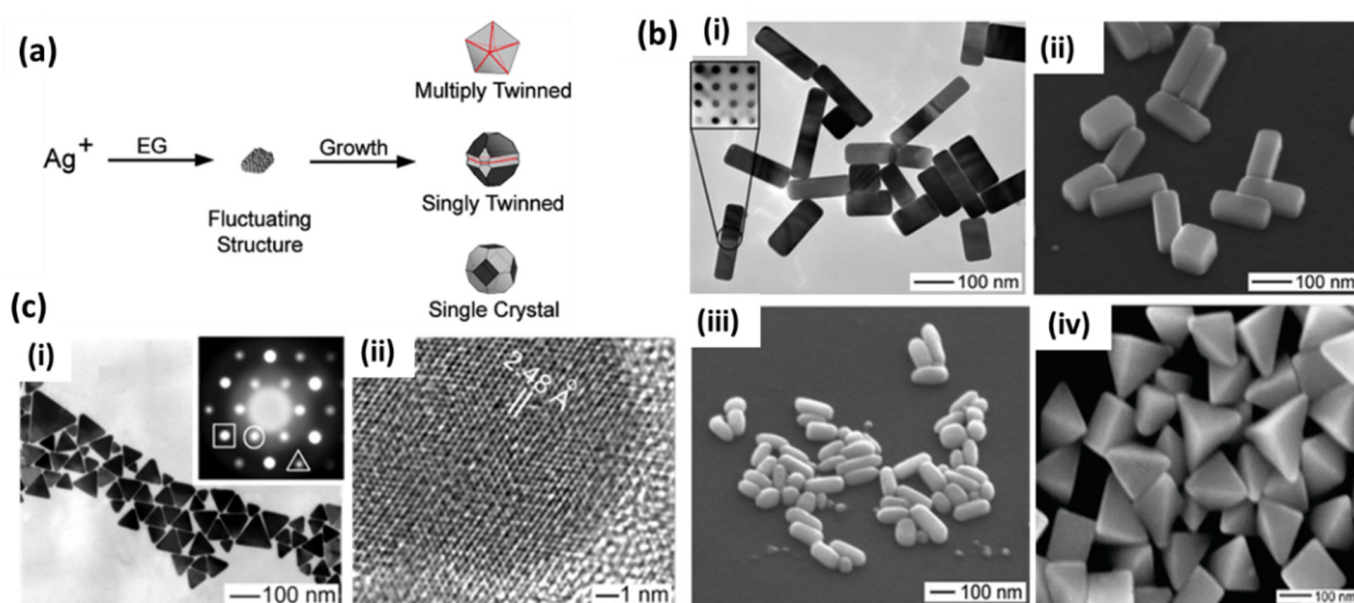 (a)
Ag+
EG
Fluctuating
Structure
Growth
Multiply Twinned
Singly Twinned
Single Crystal
(b)
(i)
100 nm
(ii)
100 nm
(iii)
100 nm
(iv)
100 nm
(c)
(i)
100 nm
(ii)
2.48 Å
1 nm